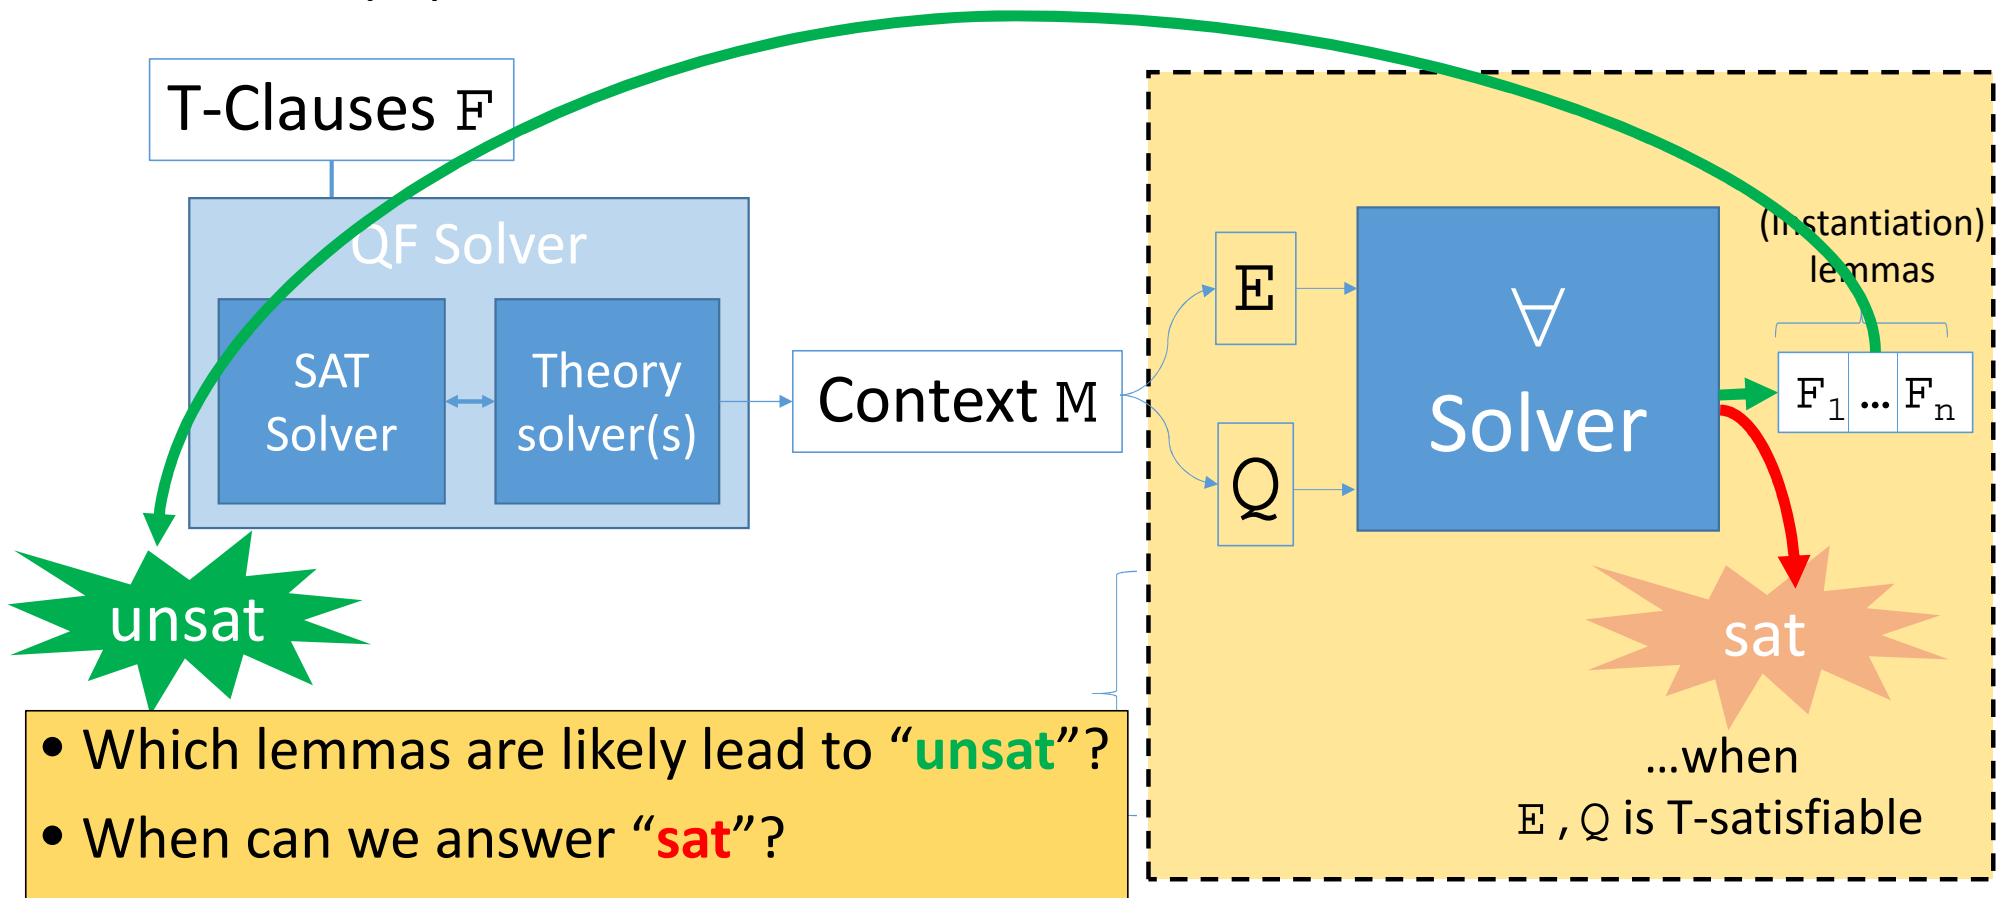 T-Clauses F
QF Solver
SAT
Solver
Theory
solver(s)
Context M
E
Q
∀
Solver
(Instantiation)
lemmas
F1 … Fn
unsat
sat
…when
E , Q is T-satisfiable
• Which lemmas are likely lead to “unsat”?
• When can we answer “sat”?